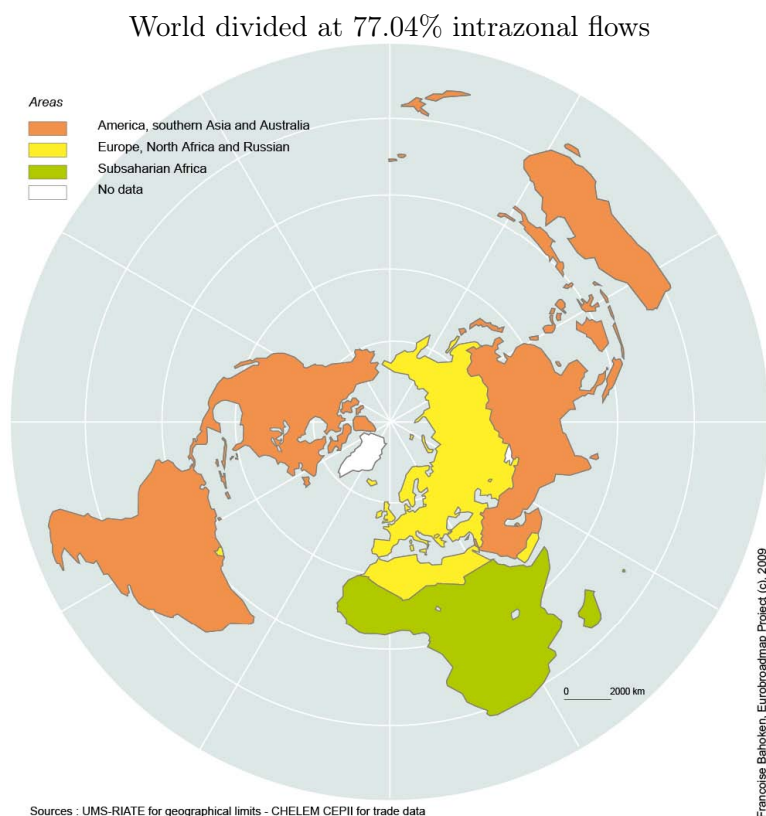 World divided at 77.04% intrazonal flows
Areas
America, southern Asia and Australia
Europe, North Africa and Russian
Subsaharian Africa
No data
0 2000 km
Francoise Bahoken, Eurobroadmap Project (c), 2009
Sources : UMS-RIATE for geographical limits - CHELEM CEPII for trade data